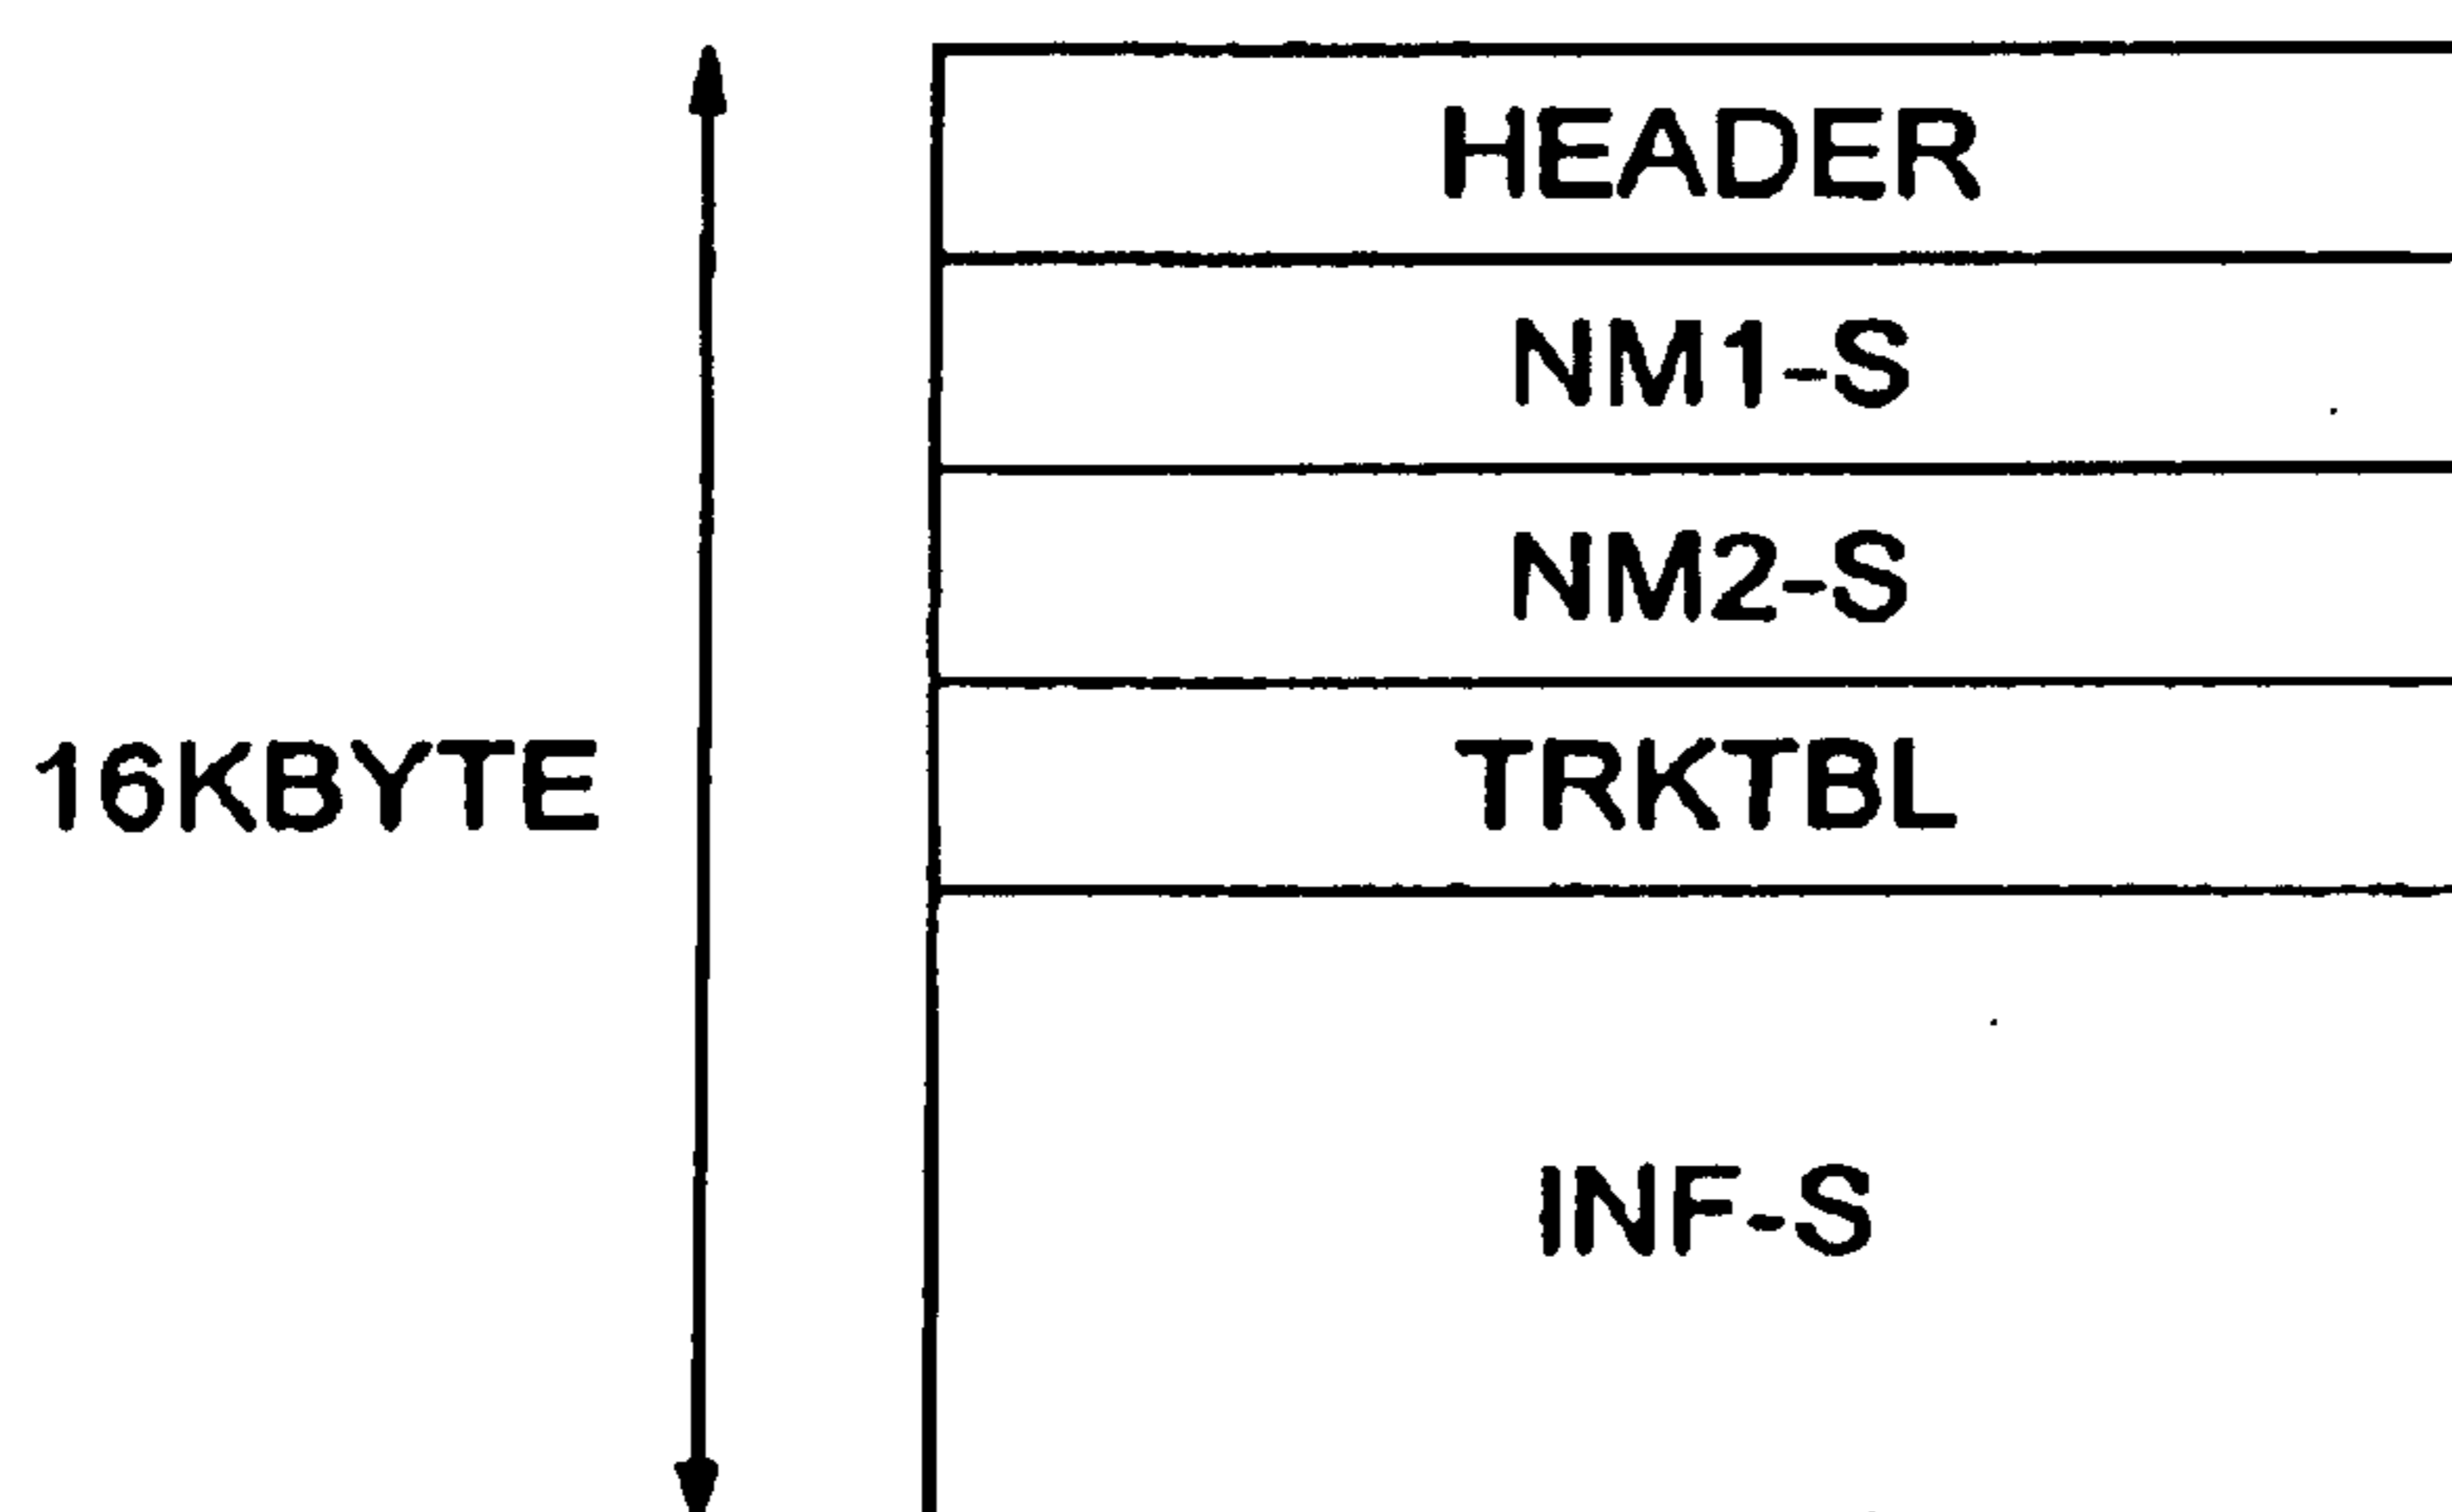 HEADER
NM1-S
NM2-S
16KBYTE
TRKTBL
INF-S